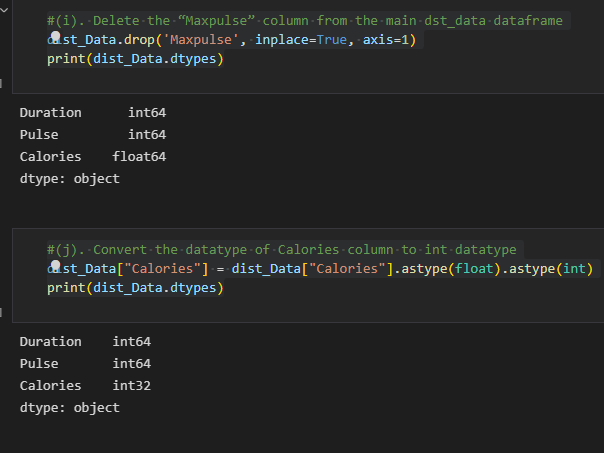 #(i). Delete the “Maxpulse” column from the main dst_data dataframe
dist_Data.drop('Maxpulse', inplace=True, axis=1)
print(dist_Data.dtypes)
Duration      int64
Pulse         int64
Calories    float64
dtype: object
#(j). Convert the datatype of Calories column to int datatype
dist_Data["Calories"] = dist_Data["Calories"].astype(float).astype(int)
print(dist_Data.dtypes)
Duration    int64
Pulse       int64
Calories    int32
dtype: object